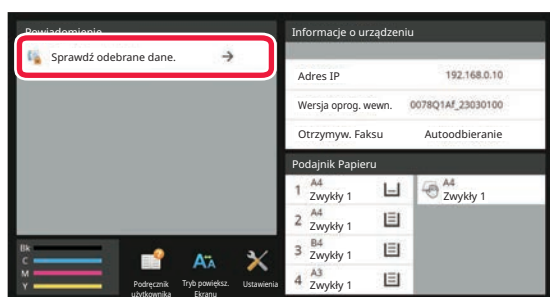 Powiadomienie
Sprawdź odebrane dane.
Informacje o urządzeniu
Adres IP 192.168.0.10
Wersja oprog. wewn. 0078Q1Af_23030100
Otrzymyw. Faksu Autoodbieranie
Podajnik Papieru
1 A4 Zwykły 1
A4 Zwykły 1
2 A4 Zwykły 1
3 B4 Zwykły 1
4 A3 Zwykły 1
Bk
C
M
Y
Podręcznik użytkownika
Tryb powiększ. Ekranu
Ustawienia